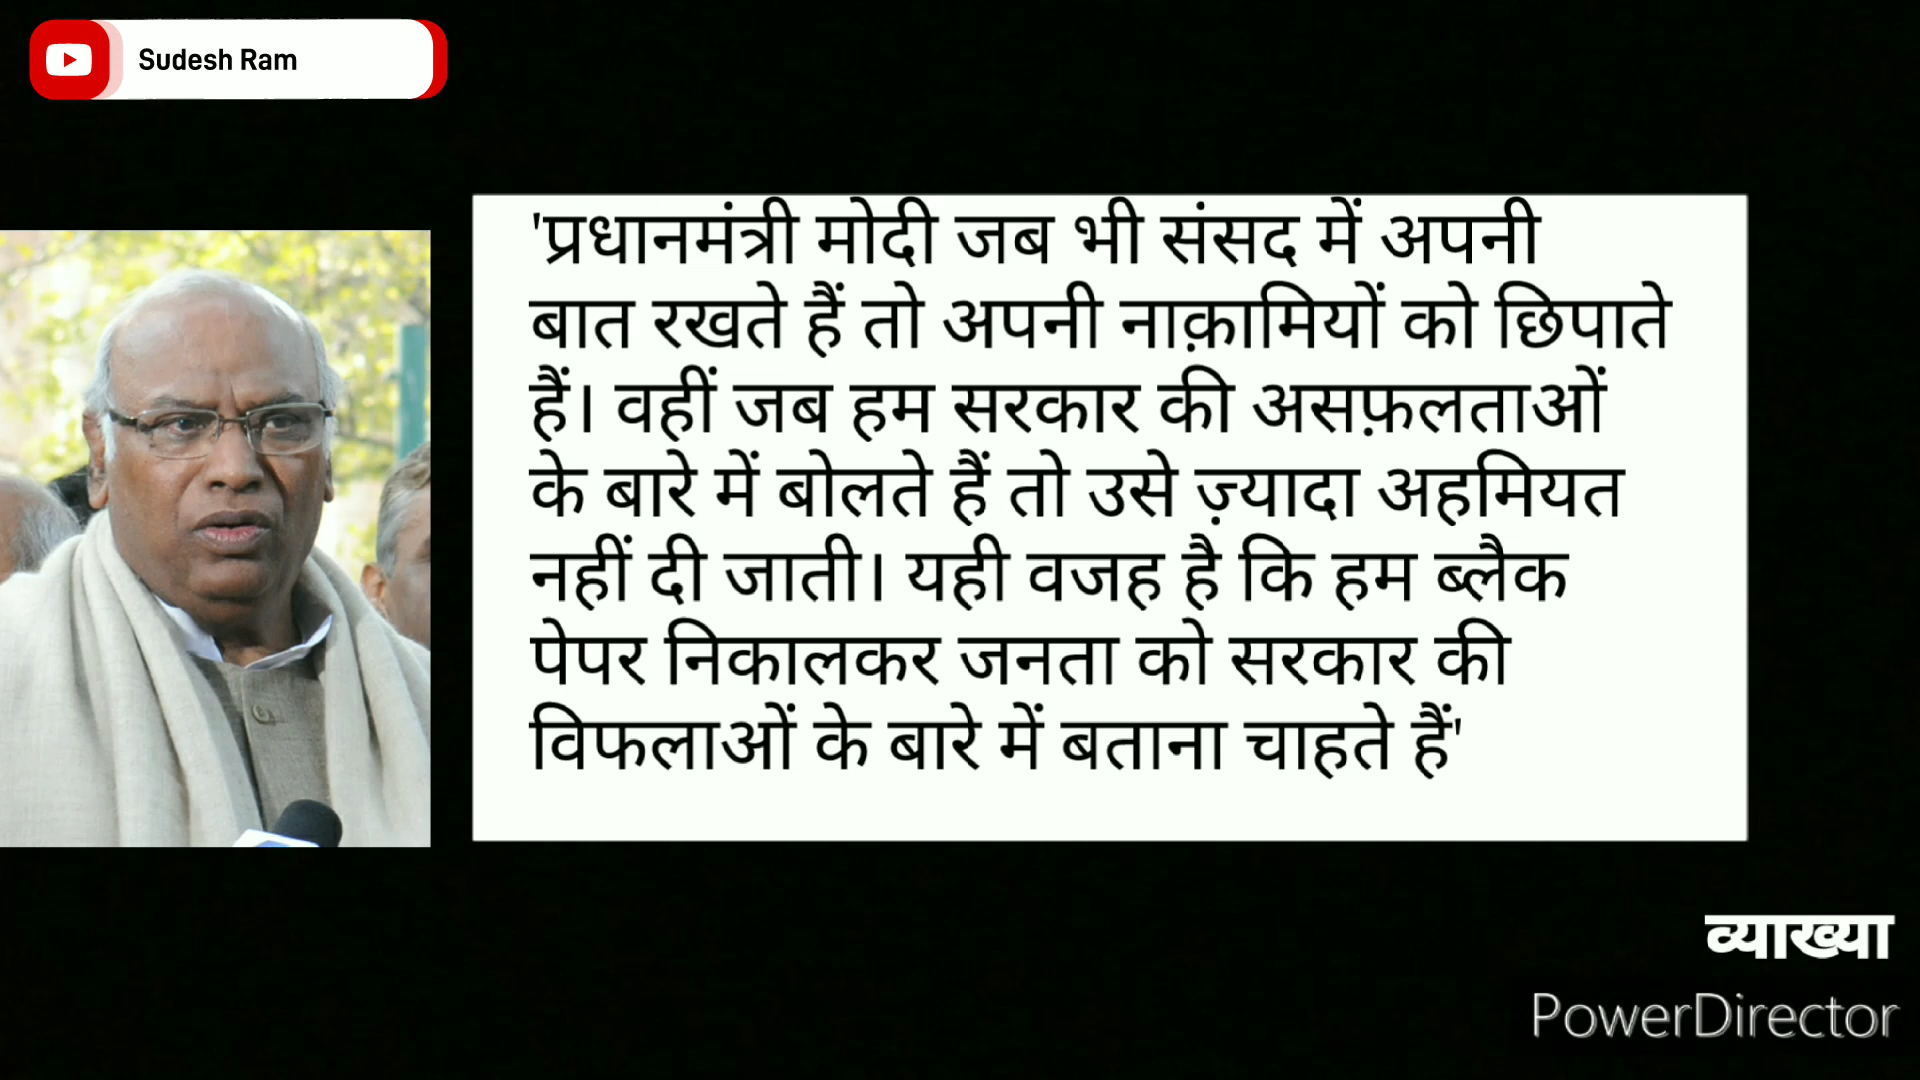 Sudesh Ram
'प्रधानमंत्री मोदी जब भी संसद में अपनी
बात रखते हैं तो अपनी नाक़ामियों को छिपाते
हैं। वहीं जब हम सरकार की असफ़लताओं
के बारे में बोलते हैं तो उसे ज़्यादा अहमियत
नहीं दी जाती। यही वजह है कि हम ब्लैक
पेपर निकालकर जनता को सरकार की
विफलाओं के बारे में बताना चाहते हैं'
व्याख्या
PowerDirector